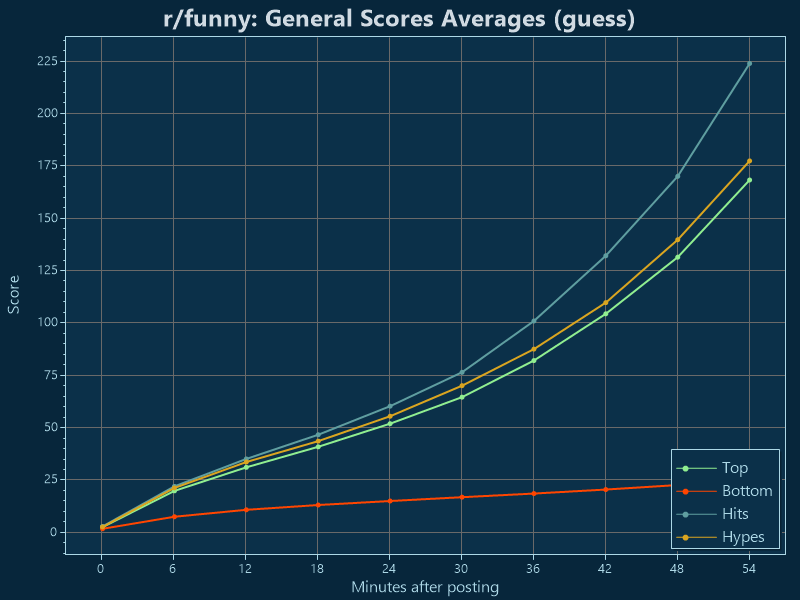 r/funny: General Scores Averages (guess)
225
200
175
150
125
100
75
50
25
0
Score
0 6 12 18 24 30 36 42 48 54
Minutes after posting
Top
Bottom
Hits
Hypes